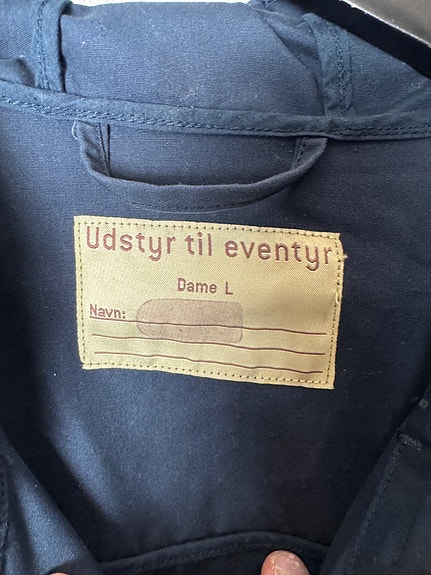 Udstyr til eventyr
Dame L
Navn: